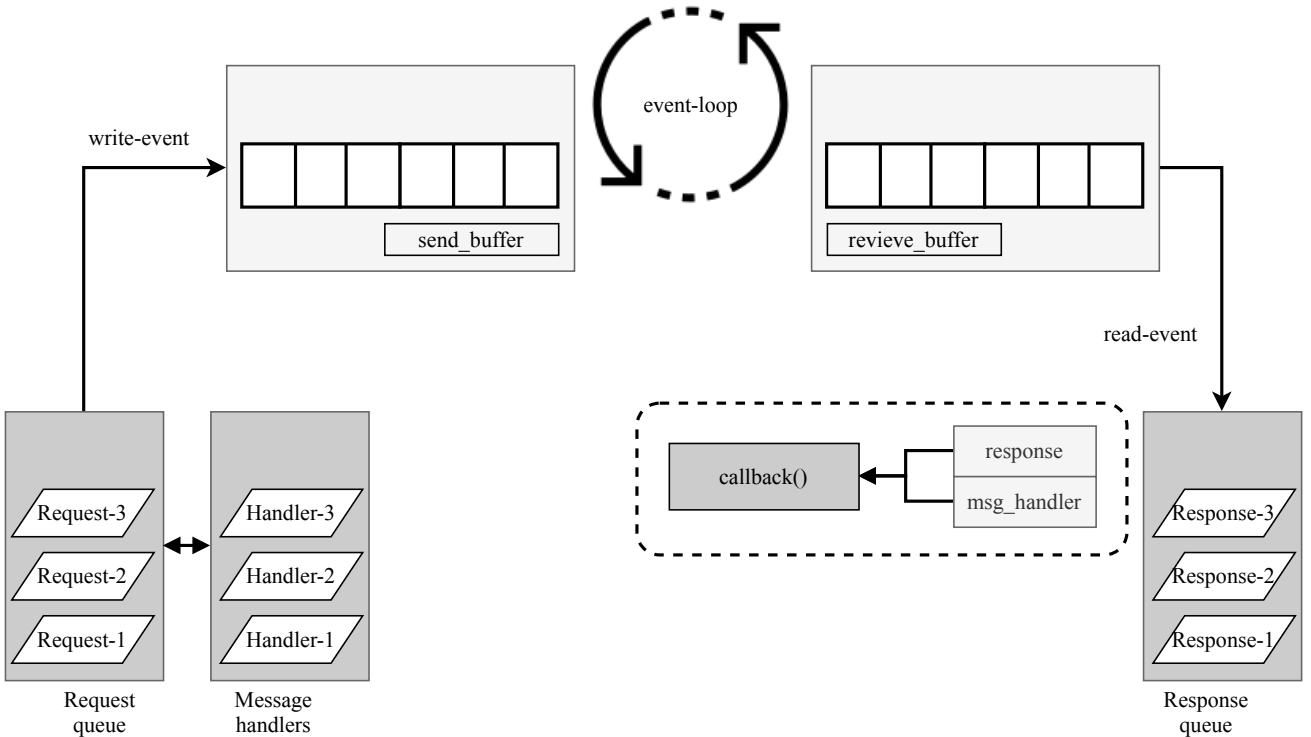 event-loop
write-event
send_buffer
revieve_buffer
read-event
response
callback()
msg_handler
Request-3
Handler-3
Response-3
Request-2
Handler-2
Response-2
Request-1
Handler-1
Response-1
Request
queue
Message
handlers
Response
queue